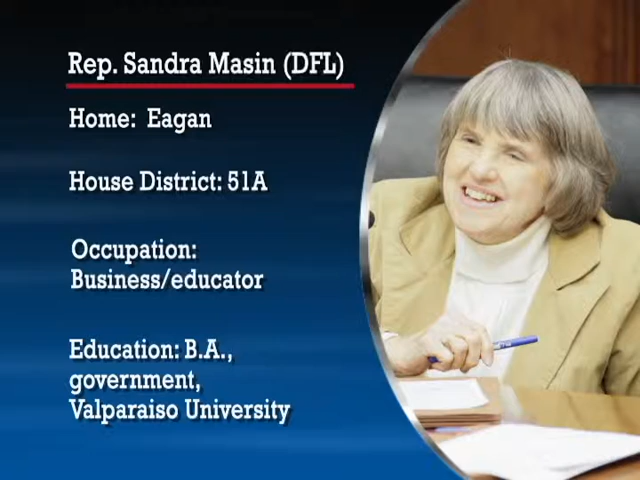 Rep. Sandra Masin (DFL)
Home: Eagan
House District: 51A
Occupation:
Business/educator
Education: B.A.,
government,
Valparaiso University